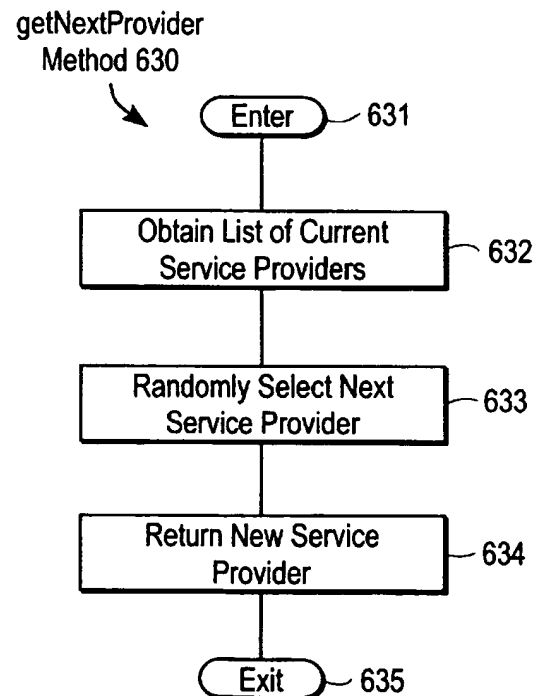 getNextProvider
Method 630
Enter
631
Obtain List of Current
Service Providers
632
Randomly Select Next
Service Provider
633
Return New Service
Provider
634
Exit
635